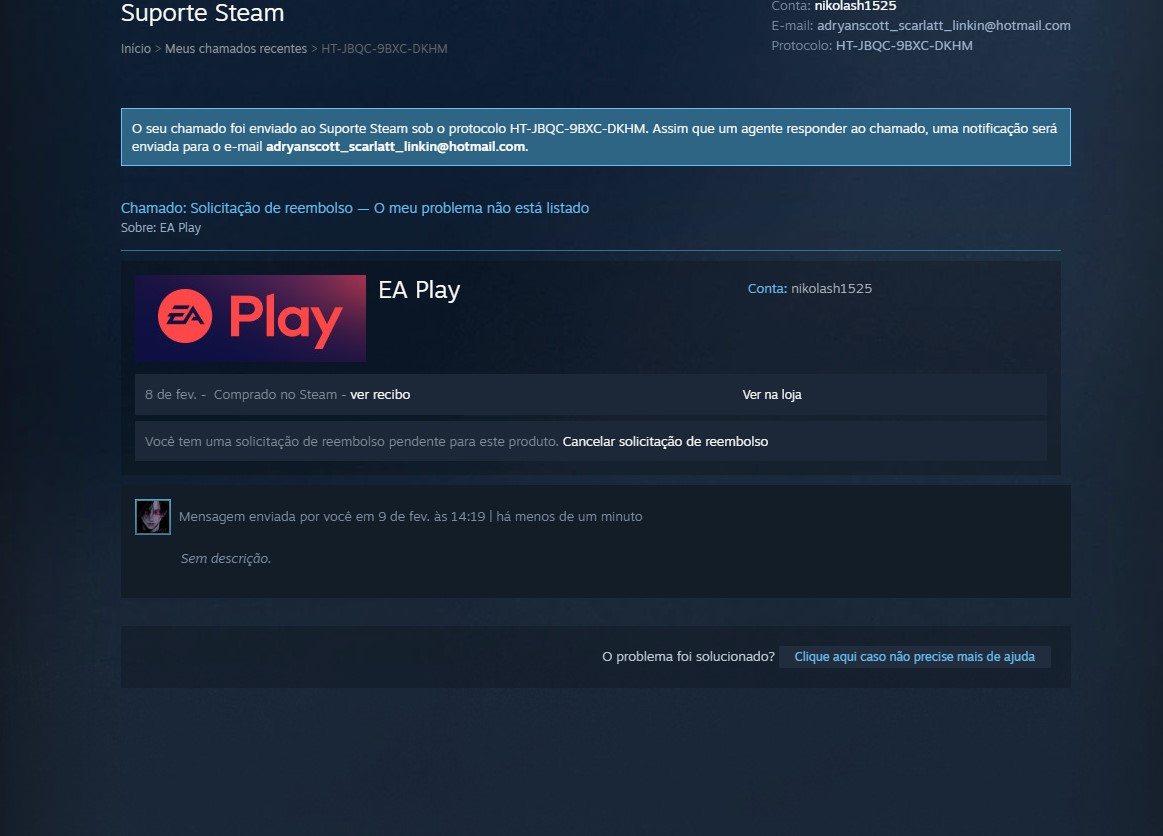 Suporte Steam
Conta: nikolash1525
E-mail: adryanscott_scarlatt_linkin@hotmail.com
Início > Meus chamados recentes > HT-JBQC-9BXC-DKHM
Protocolo: HT-JBQC-9BXC-DKHM
O seu chamado foi enviado ao Suporte Steam sob o protocolo HT-JBQC-9BXC-DKHM. Assim que um agente responder ao chamado, uma notificação será
enviada para o e-mail adryanscott_scarlatt_linkin@hotmail.com.
Chamado: Solicitação de reembolso — O meu problema não está listado
Sobre: EA Play
EA Play
EA Play
Conta: nikolash1525
8 de fev. - Comprado no Steam - ver recibo
Ver na loja
Você tem uma solicitação de reembolso pendente para este produto. Cancelar solicitação de reembolso
Mensagem enviada por você em 9 de fev. às 14:19 | há menos de um minuto
Sem descrição.
O problema foi solucionado? Clique aqui caso não precise mais de ajuda